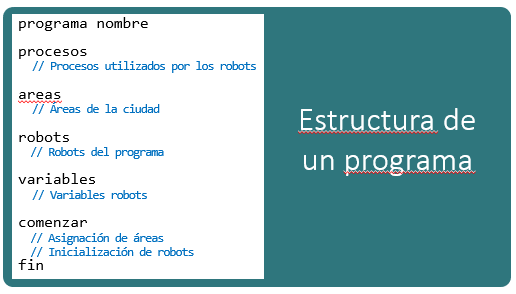 programa nombre
procesos
// Procesos utilizados por los robots
areas
// Areas de la ciudad
robots
// Robots del programa
variables
// Variables robots
comenzar
// Asignación de áreas
// Inicialización de robots
fin
Estructura de
un programa